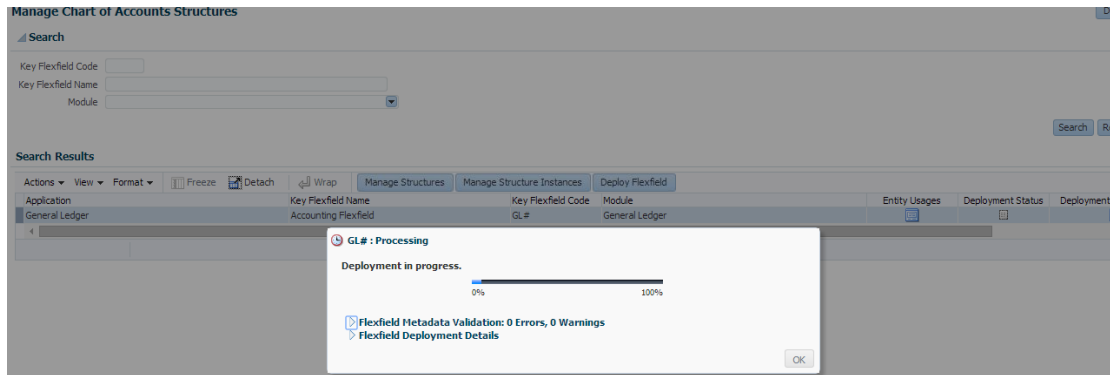 Manage Chart of Accounts Structures
Search
Key Flexfield Code
Key Flexfield Name
Module
Search
Search Results
Actions View Format Freeze Detach Wrap Manage Structures Manage Structure Instances Deploy Flexfield
Application Key Flexfield Name Key Flexfield Code Module Entity Usages Deployment Status Deployment
General Ledger Accounting Flexfield GL# General Ledger
GL# : Processing
Deployment in progress.
0% 100%
Flexfield Metadata Validation: 0 Errors, 0 Warnings
Flexfield Deployment Details
OK